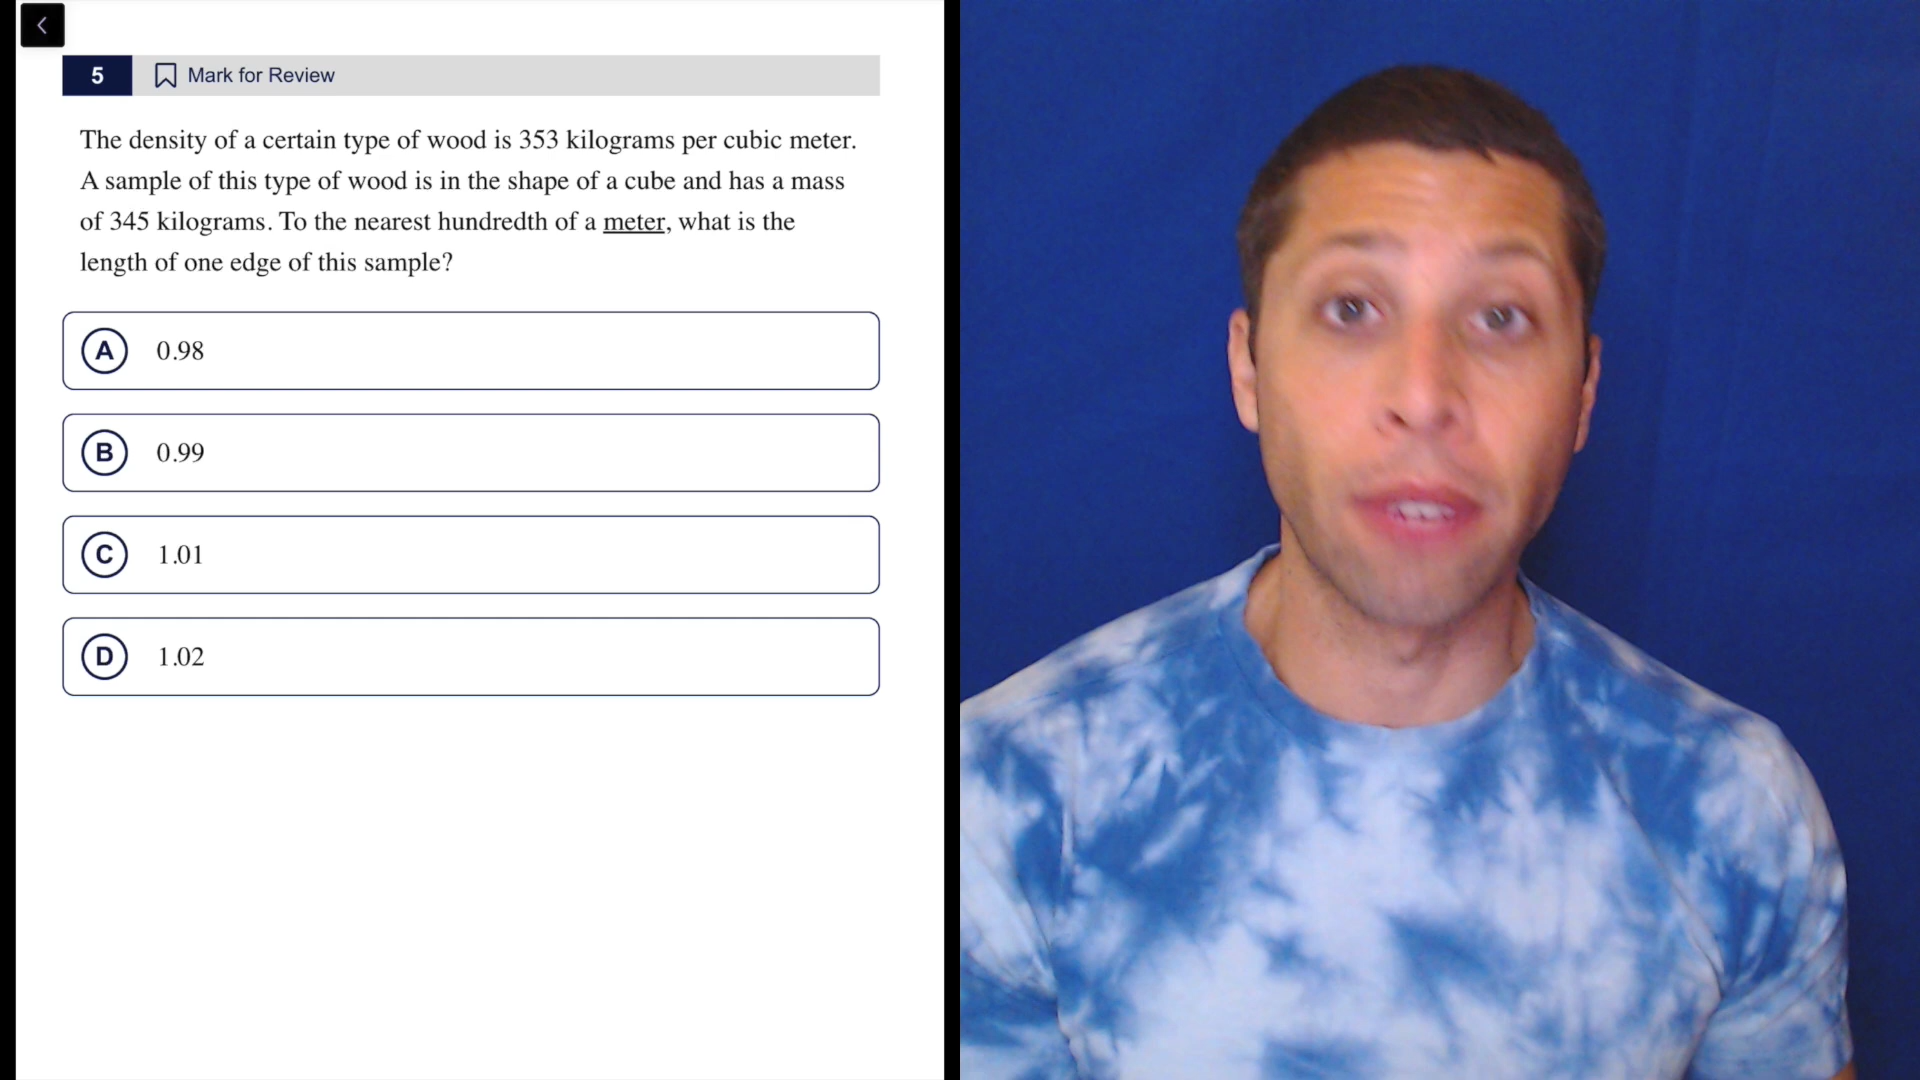 5 Mark for Review
The density of a certain type of wood is 353 kilograms per cubic meter.
A sample of this type of wood is in the shape of a cube and has a mass
of 345 kilograms. To the nearest hundredth of a meter, what is the
length of one edge of this sample?
A 0.98
B 0.99
C 1.01
D 1.02